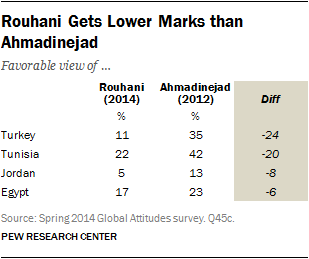 Rouhani Gets Lower Marks than
Ahmadinejad
Favorable view of ...
Rouhani Ahmadinejad
(2014) (2012) Diff
% %
Turkey 11 35 -24
Tunisia 22 42 -20
Jordan 5 13 -8
Egypt 17 23 -6
Source: Spring 2014 Global Attitudes survey. Q45c.
PEW RESEARCH CENTER